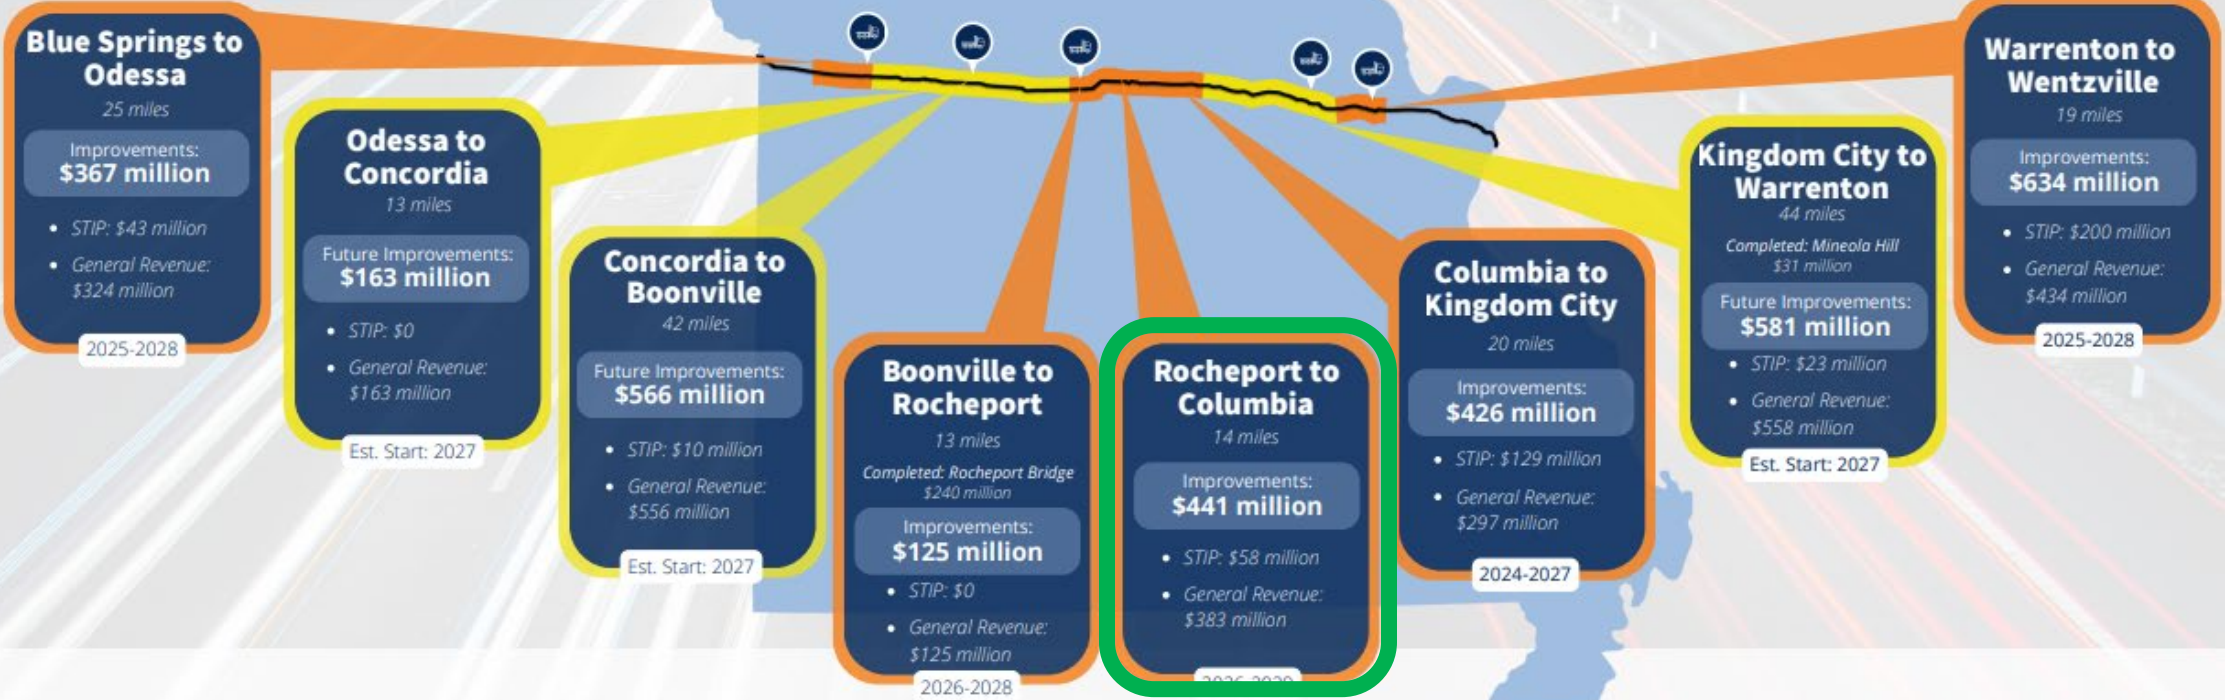 Blue Springs to
Odessa
25 miles
Improvements:
$367 million
• STIP: $43 million
• General Revenue:
$324 million
2025-2028
Odessa to
Concordia
13 miles
Future Improvements:
$163 million
• STIP: $0
• General Revenue:
$163 million
Est. Start: 2027
Concordia to
Boonville
42 miles
Future Improvements:
$566 million
• STIP: $10 million
• General Revenue:
$556 million
Est. Start: 2027
Boonville to
Rocheport
13 miles
Completed: Rocheport Bridge
$240 million
Improvements:
$125 million
• STIP: $0
• General Revenue:
$125 million
2026-2028
Rocheport to
Columbia
14 miles
Improvements:
$441 million
• STIP: $58 million
• General Revenue:
$383 million
Columbia to
Kingdom City
20 miles
Improvements:
$426 million
• STIP: $129 million
• General Revenue:
$297 million
2024-2027
Kingdom City to
Warrenton
44 miles
Completed: Mineola Hill
$31 million
Future Improvements:
$581 million
• STIP: $23 million
• General Revenue:
$558 million
Est. Start: 2027
Warrenton to
Wentzville
19 miles
Improvements:
$634 million
• STIP: $200 million
• General Revenue:
$434 million
2025-2028